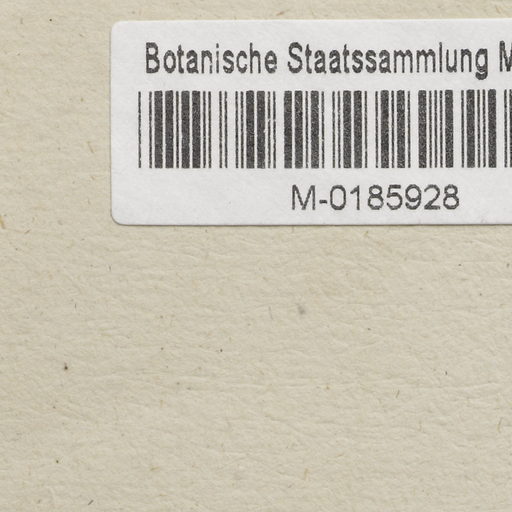 Botanische Staatssammlung M
M-0185928